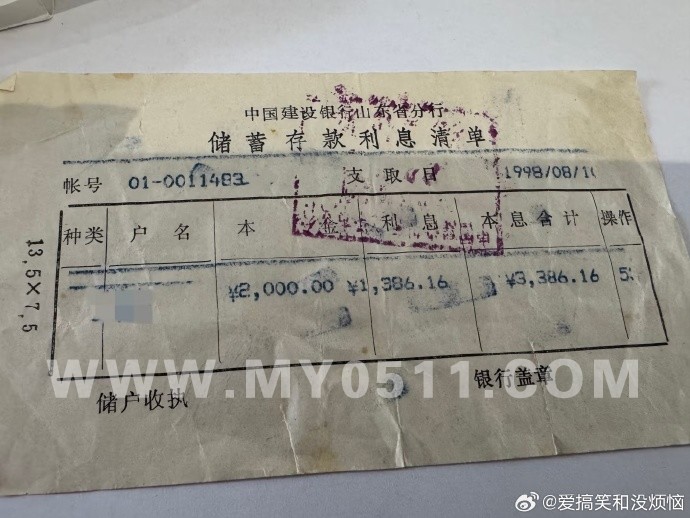 中国建设银行山东省分行
储蓄存款利息清单
帐号 01-0011483 支取日 1998/08/1
种类 户名 本金 利息 本息合计 操作
¥2,000.00 ¥1,386.16 ¥3,386.16
13,5×7,5
WWW.MY0511.COM
储户收执 银行盖章
@爱搞笑和没烦恼